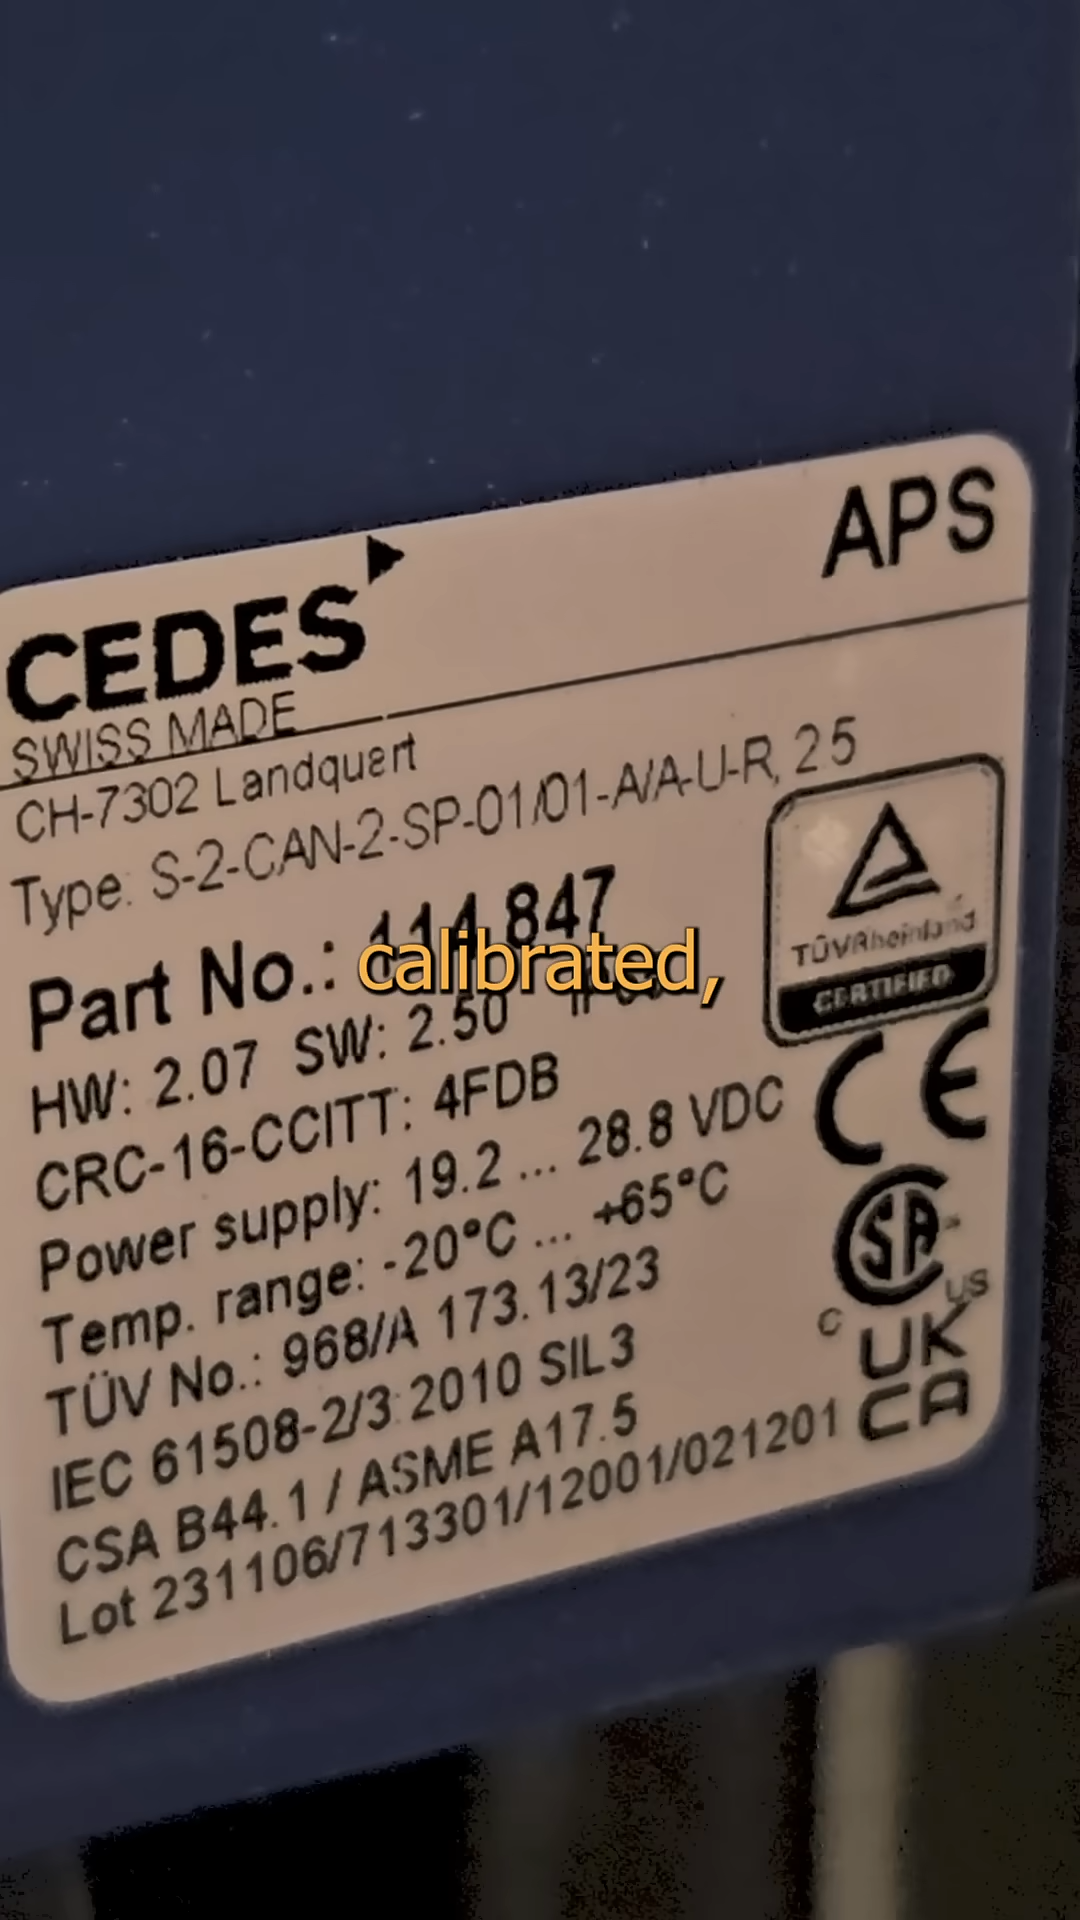 APS
CEDES
SWISS MADE
CH-7302 Landquart
Type: S-2-CAN-2-SP-01/01-A/A-U-R, 25
Part No.: 114 847
calibrated,
HW: 2.07 SW: 2.50
CRC-16-CCITT: 4FDB
Power supply: 19.2 ... 28.8 VDC
Temp. range: -20°C ... +65°C
TÜV No.: 968/A 173.13/23
IEC 61508-2/3:2010 SIL3
CSA B44.1 / ASME A17.5
Lot 231106/713301/12001/021201
TÜVRheinland
CERTIFIED
CE
C SA US
UK
CA